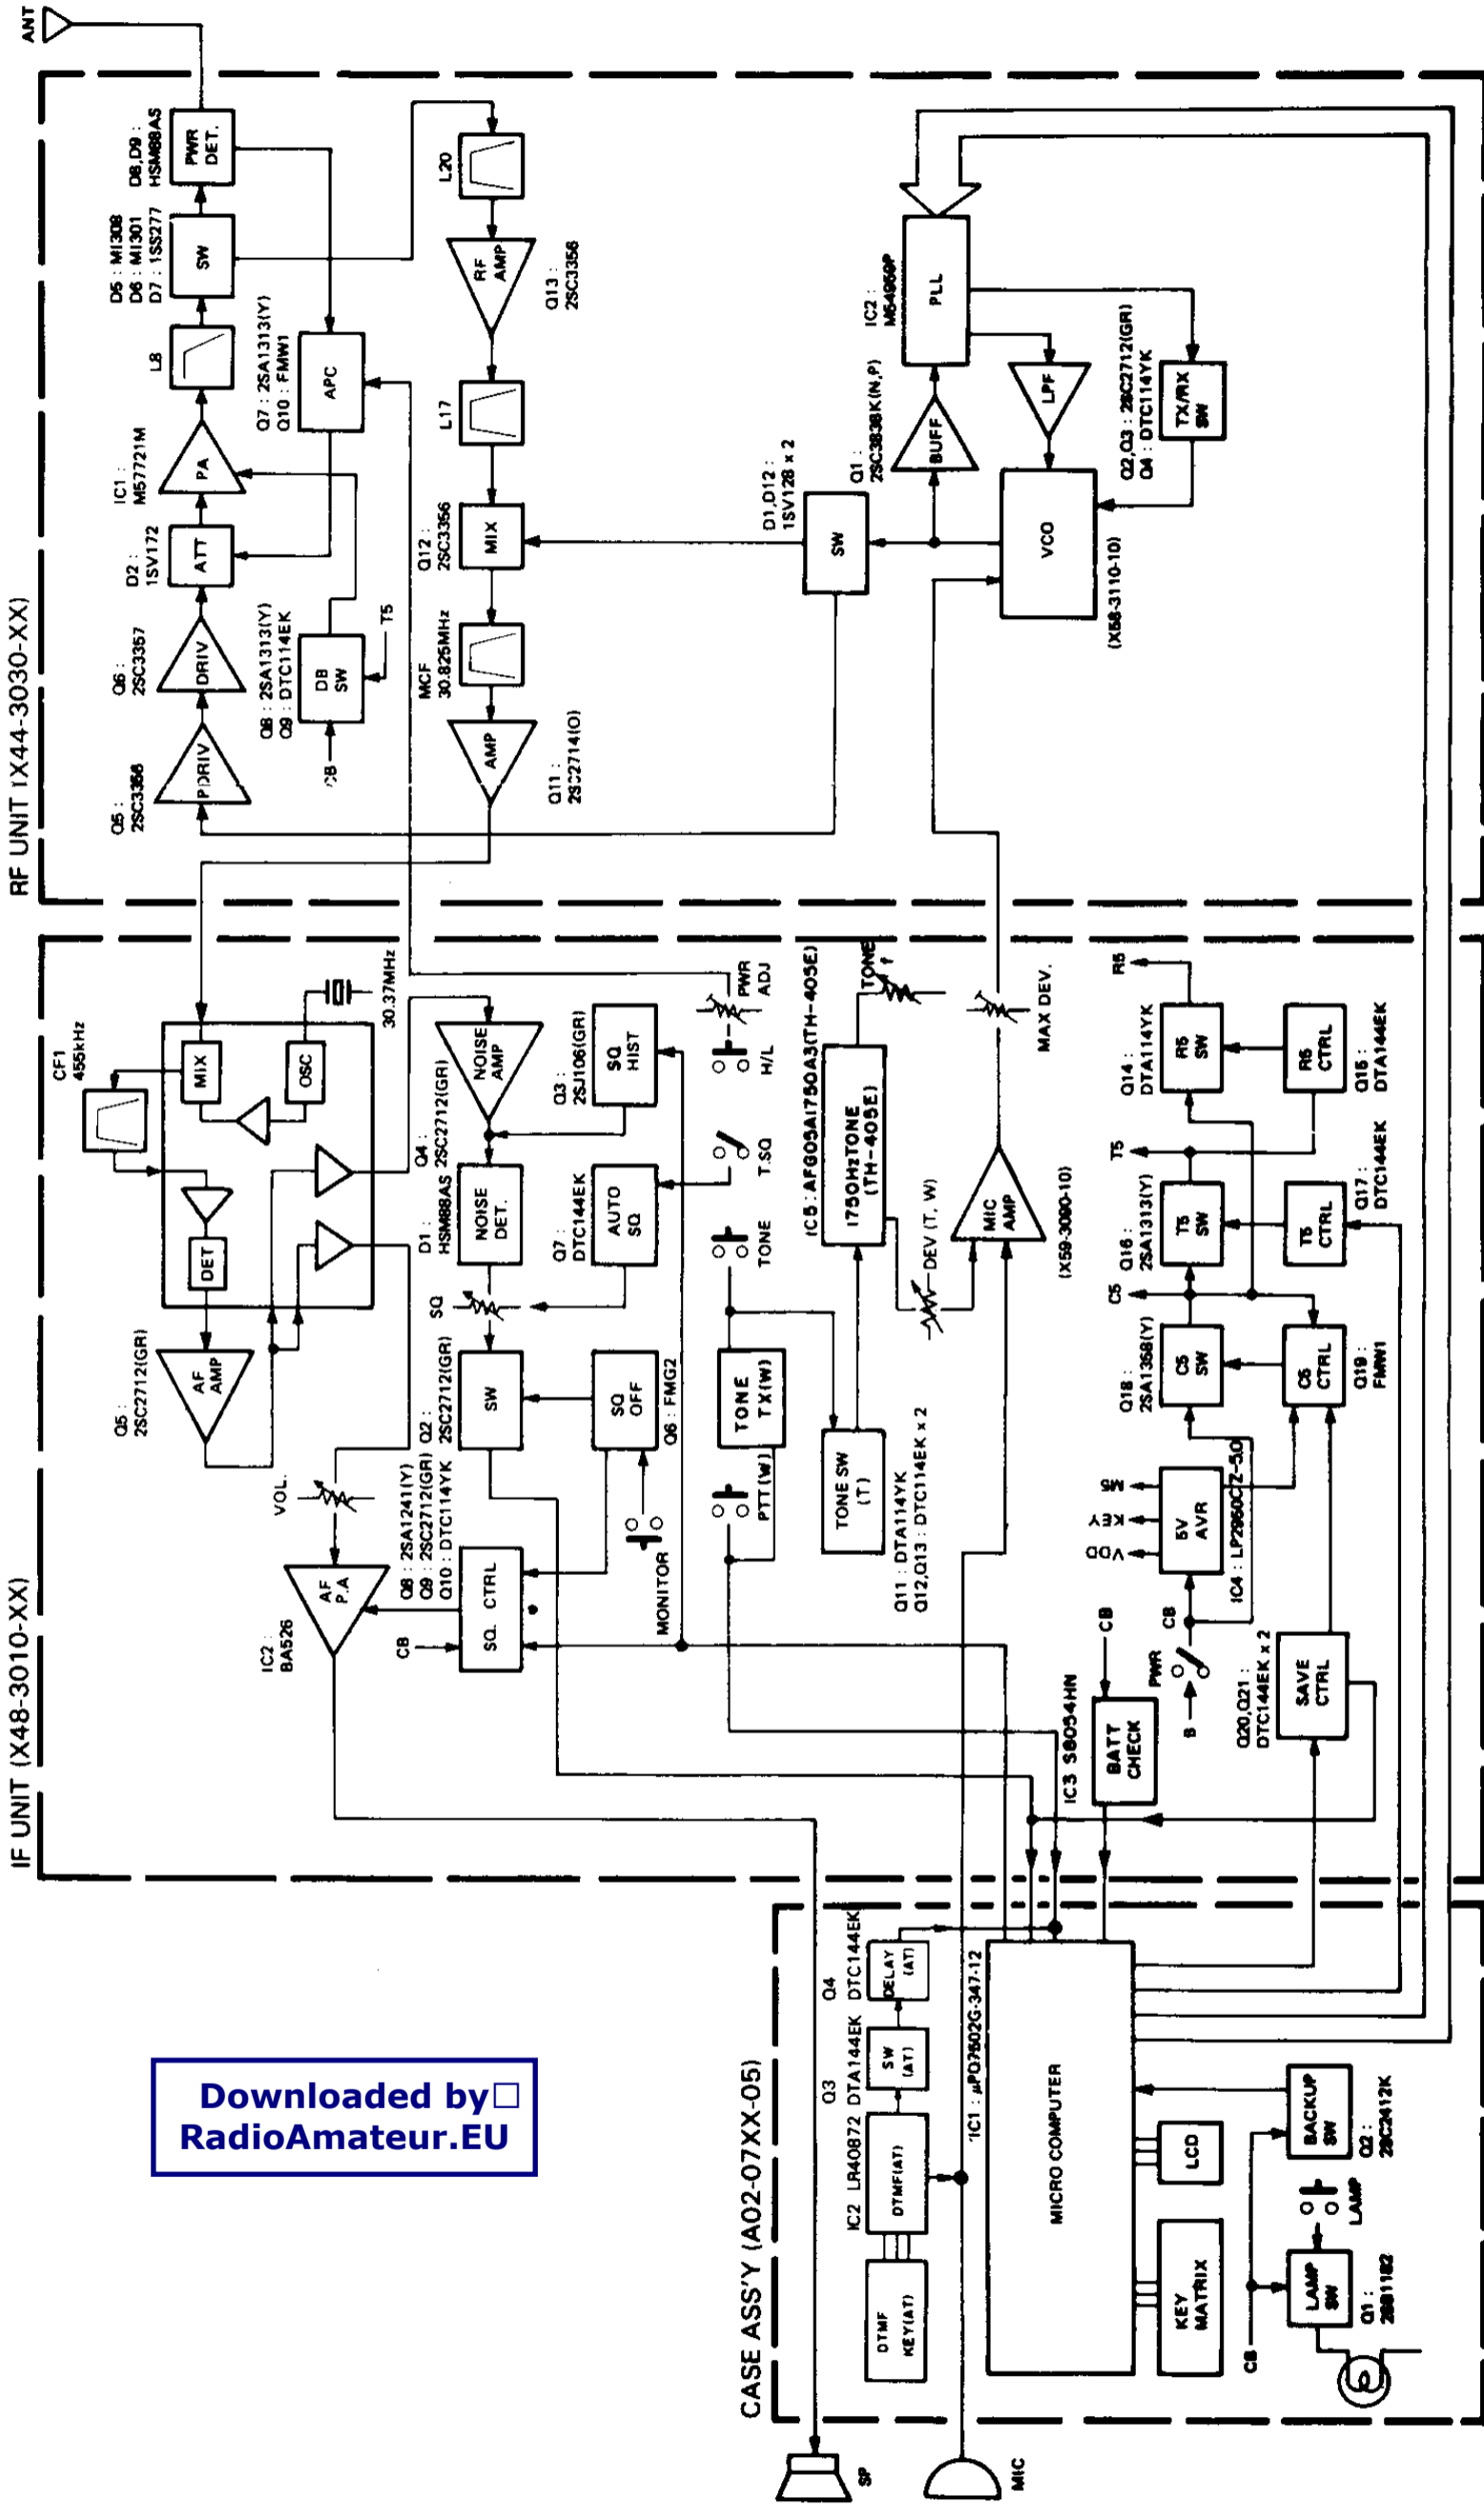 RF UNIT (X44-3030-XX)
ANT
Q5 :
2SC3356
P/DRIV
Q6 :
2SC3357
DRIV
D2 :
1SV172
ATT
IC1 :
M57721M
PA
L8
D5 : MI308
D6 : MI301
D7 : 1SS277
SW
D8,D9 :
HSM88AS
PWR
DET.
Q8 : 2SA1313(Y)
Q9 : DTC114EK
DB
SW
CB
T5
Q7 : 2SA1313(Y)
Q10 : FMW1
APC
Q11 :
2SC2714(O)
AMP
MCF
30.825MHz
Q12 :
2SC3356
MIX
L17
Q13 :
2SC3356
RF
AMP
L20
D1,D12 :
1SV128 x 2
SW
Q1 :
2SC3838K(N,P)
BUFF
IC2 :
M54959P
PLL
LPF
VCO
(X58-3110-10)
Q2,Q3 : 2SC2712(GR)
Q4 : DTC114YK
TX/RX
SW
IF UNIT (X48-3010-XX)
CF1
455kHz
MIX
OSC
30.37MHz
DET
Q5 :
2SC2712(GR)
AF
AMP
VOL.
IC2 :
BA526
AF
P.A
Q4 :
2SC2712(GR)
NOISE
AMP
D1 :
HSM88AS
NOISE
DET.
SQ
Q2 :
2SC2712(GR)
SW
Q8 : 2SA1241(Y)
Q9 : 2SC2712(GR)
Q10 : DTC114YK
SQ. CTRL
CB
Q3 :
2SJ106(GR)
SQ
HIST
Q7 :
DTC144EK
AUTO
SQ
SQ
OFF
Q6 : FMG2
MONITOR
PWR
ADJ
H/L
T.SQ
TONE
TONE
TX(W)
PTT(W)
IC5 : AFG05A1750A3(TH-405E)
1750HzTONE
(TH-405E)
TONE
f
TONE SW
(T)
Q11 : DTA114YK
Q12,Q13 : DTC114EK x 2
DEV (T, W)
MIC
AMP
(X59-3090-10)
MAX DEV.
Q14 :
DTA114YK
R5
SW
R5
R5
CTRL
Q15 :
DTA144EK
Q16 :
2SA1313(Y)
T5
SW
T5
T5
CTRL
Q17 :
DTC144EK
Q18 :
2SA1358(Y)
C5
SW
C5
C5
CTRL
Q19 :
FMW1
5V
AVR
IC4 : LP2950CZ-5.0
CB
PWR
B
IC3 S8054HN
BATT
CHECK
CB
Q20,Q21 :
DTC144EK x 2
SAVE
CTRL
CASE ASS'Y (A02-07XX-05)
DTMF
KEY(AT)
IC2 LR40872
DTMF(AT)
Q3
DTA144EK
SW
(AT)
Q4
DTC144EK
DELAY
(AT)
IC1 : μPD7502G-347-12
MICRO COMPUTER
KEY
MATRIX
LCD
BACKUP
SW
Q2 :
2SC2412K
LAMP
LAMP
SW
Q1 :
2SB1182
CB
SP
MIC
Downloaded by□
RadioAmateur.EU